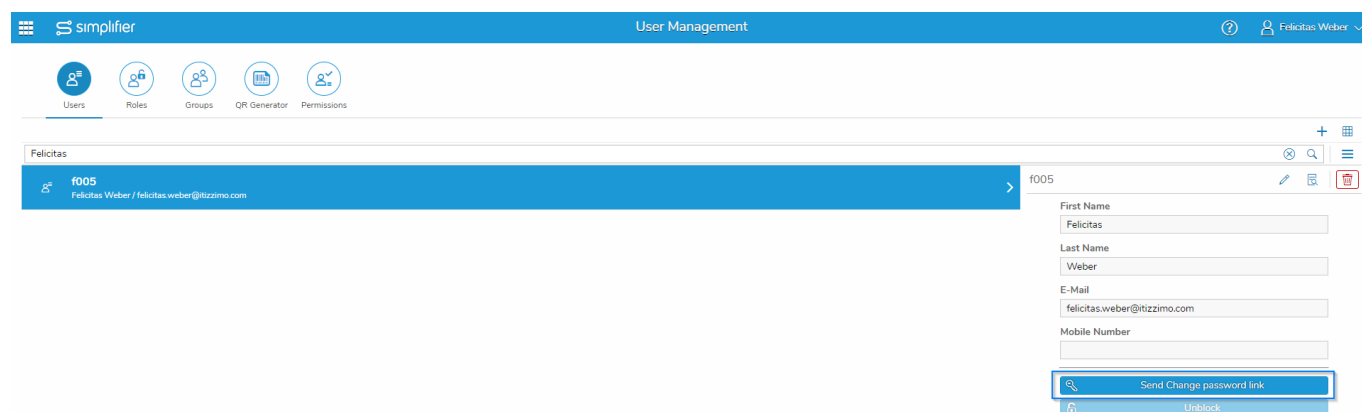 simplifier
User Management
Felicitas Weber
Users
Roles
Groups
QR Generator
Permissions
Felicitas
f005
Felicitas Weber / felicitas.weber@itizzimo.com
f005
First Name
Felicitas
Last Name
Weber
E-Mail
felicitas.weber@itizzimo.com
Mobile Number
Send Change password link
Unblock